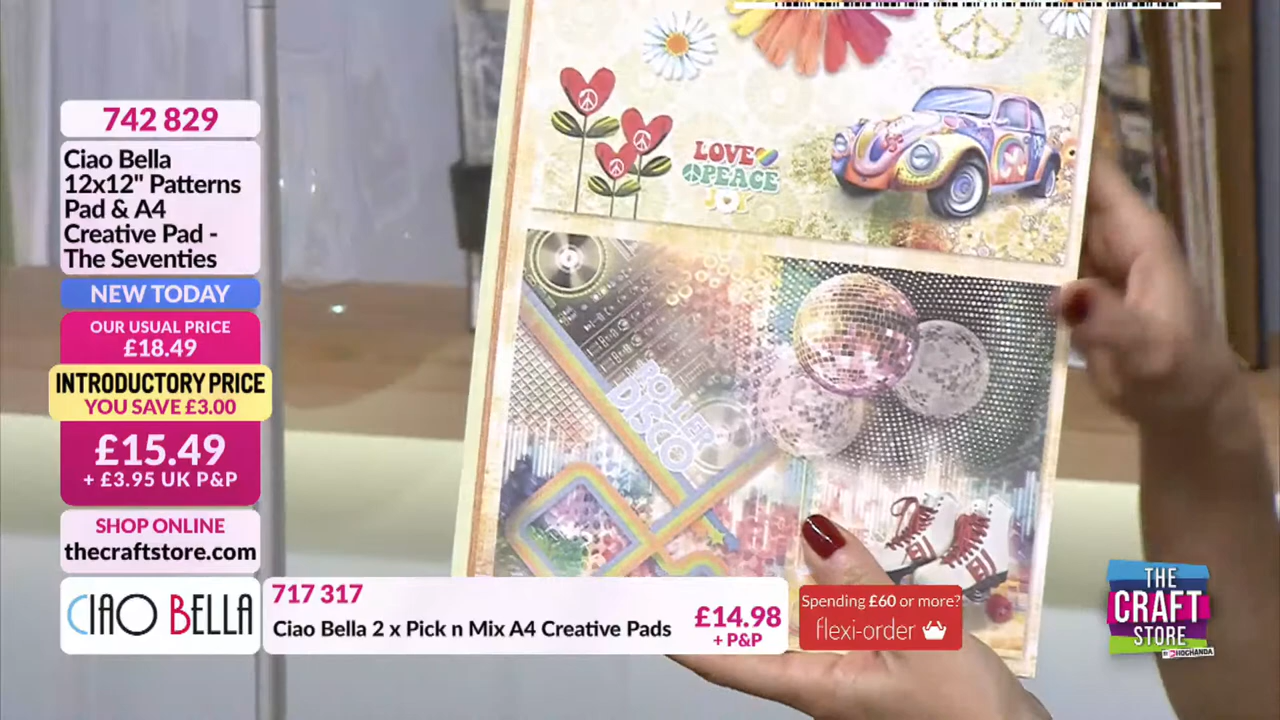 742 829
Ciao Bella
12x12" Patterns
Pad & A4
Creative Pad -
The Seventies
NEW TODAY
OUR USUAL PRICE
£18.49
INTRODUCTORY PRICE
YOU SAVE £3.00
£15.49
+ £3.95 UK P&P
SHOP ONLINE
thecraftstore.com
CIAO BELLA
717 317
Ciao Bella 2 x Pick n Mix A4 Creative Pads
£14.98
+ P&P
Spending £60 or more?
flexi-order
LOVE
PEACE
JOY
ROLLER
DISCO
THE
CRAFT
STORE
BY HOCHANDA